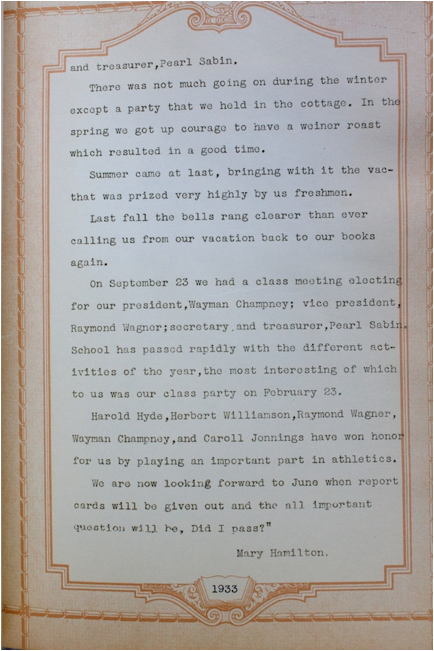 and treasurer,Pearl Sabin.
There was not much going on during the winter
except a party that we held in the cottage. In the
spring we got up courage to have a weiner roast
which resulted in a good time.
Summer came at last, bringing with it the vac-
that was prized very highly by us freshmen.
Last fall the bells rang clearer than ever
calling us from our vacation back to our books
again.
On September 23 we had a class meeting electing
for our president,Wayman Champney; vice president,
Raymond Wagner;secretary and treasurer,Pearl Sabin.
School has passed rapidly with the different act-
ivities of the year,the most interesting of which
to us was our class party on February 23.
Harold Hyde,Herbert Williamson,Raymond Wagner,
Wayman Champney,and Caroll Jennings have won honor
for us by playing an important part in athletics.
We are now looking forward to June when report
cards will be given out and the all important
question will be, Did I pass?"
Mary Hamilton.
1933